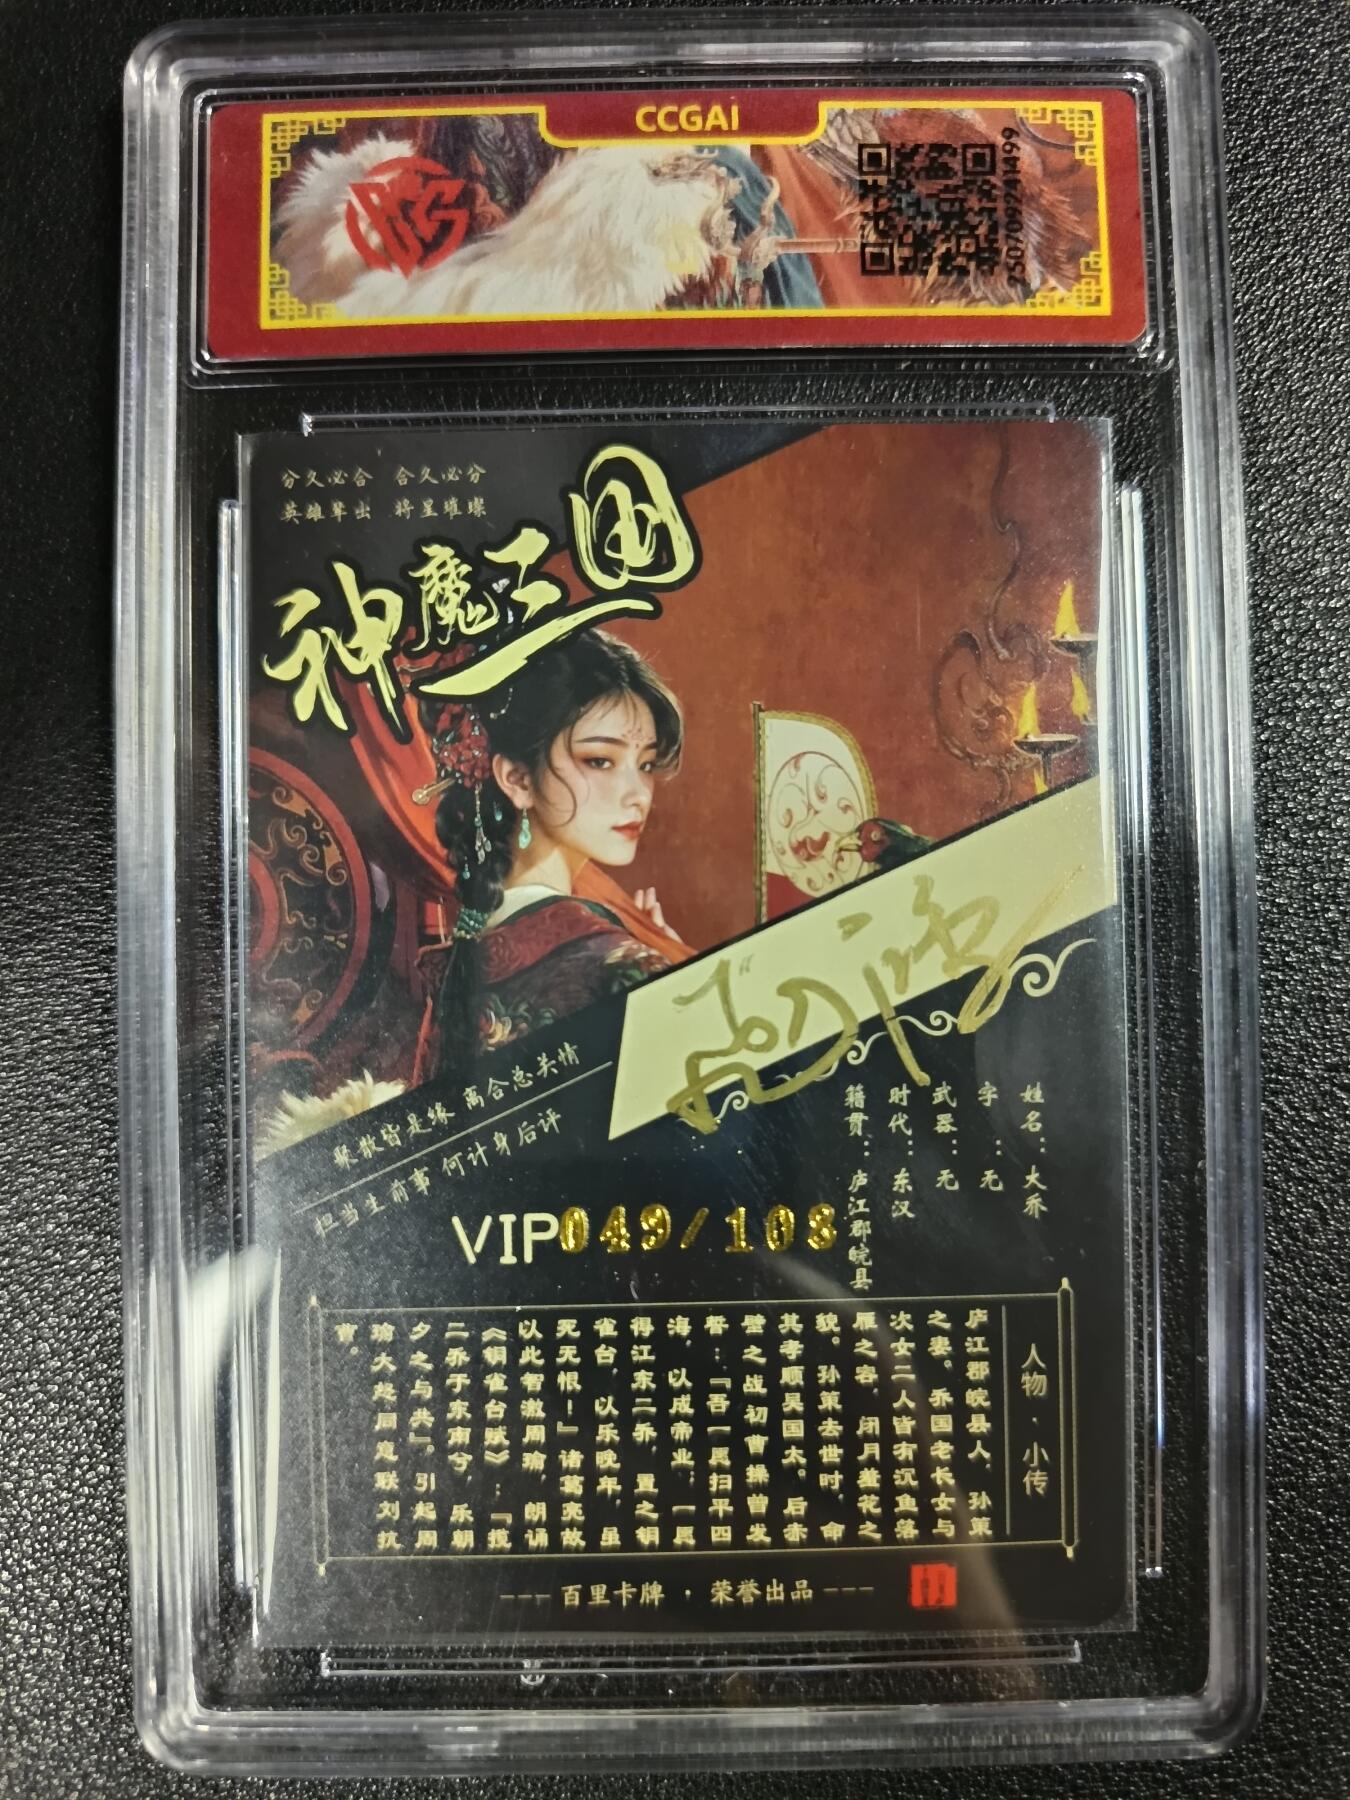 CCGAi
2507092241499
分久必合 合久必分
英雄辈出 将星璀璨
神魔三国
聚散皆是缘 离合总关情
担当生前事 何计身后评
姓名：大乔
字：无
武器：无
时代：东汉
籍贯：庐江郡皖县
VIP049/108
人物·小传
庐江郡皖县人，孙策
之妻。乔国老长女与
次女二人皆有沉鱼落
雁之容，闭月羞花之
貌。孙策去世时，命
其孝顺吴国太。后赤
壁之战初曹操曹发
誓：“吾一愿扫平四
海，以成帝业；一愿
得江东二乔，置之铜
雀台，以乐晚年，虽
死无恨！”诸葛亮故
以此智激周瑜，朗诵
《铜雀台赋》；“揽
二乔于东南兮，乐朝
夕之与共”。引起周
瑜大怒同意联刘抗
曹。
---百里卡牌·荣誉出品---